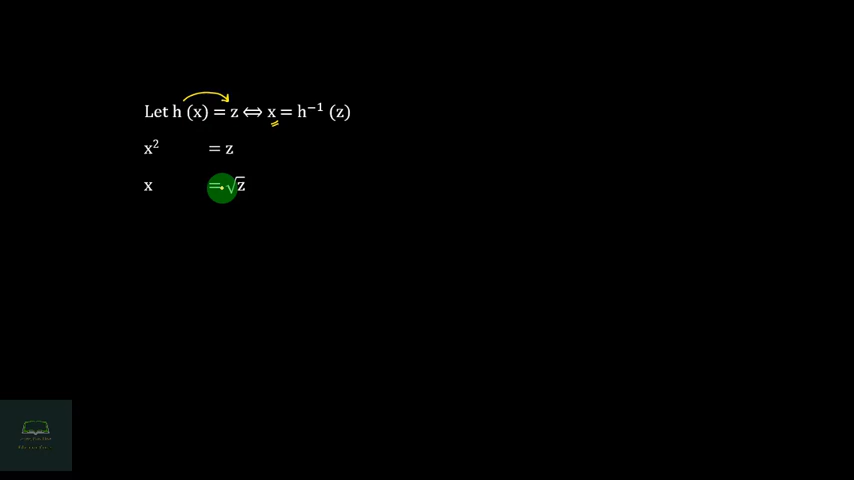 Let h (x) = z ⟺ x = h⁻¹ (z)
x² = z
x = √z